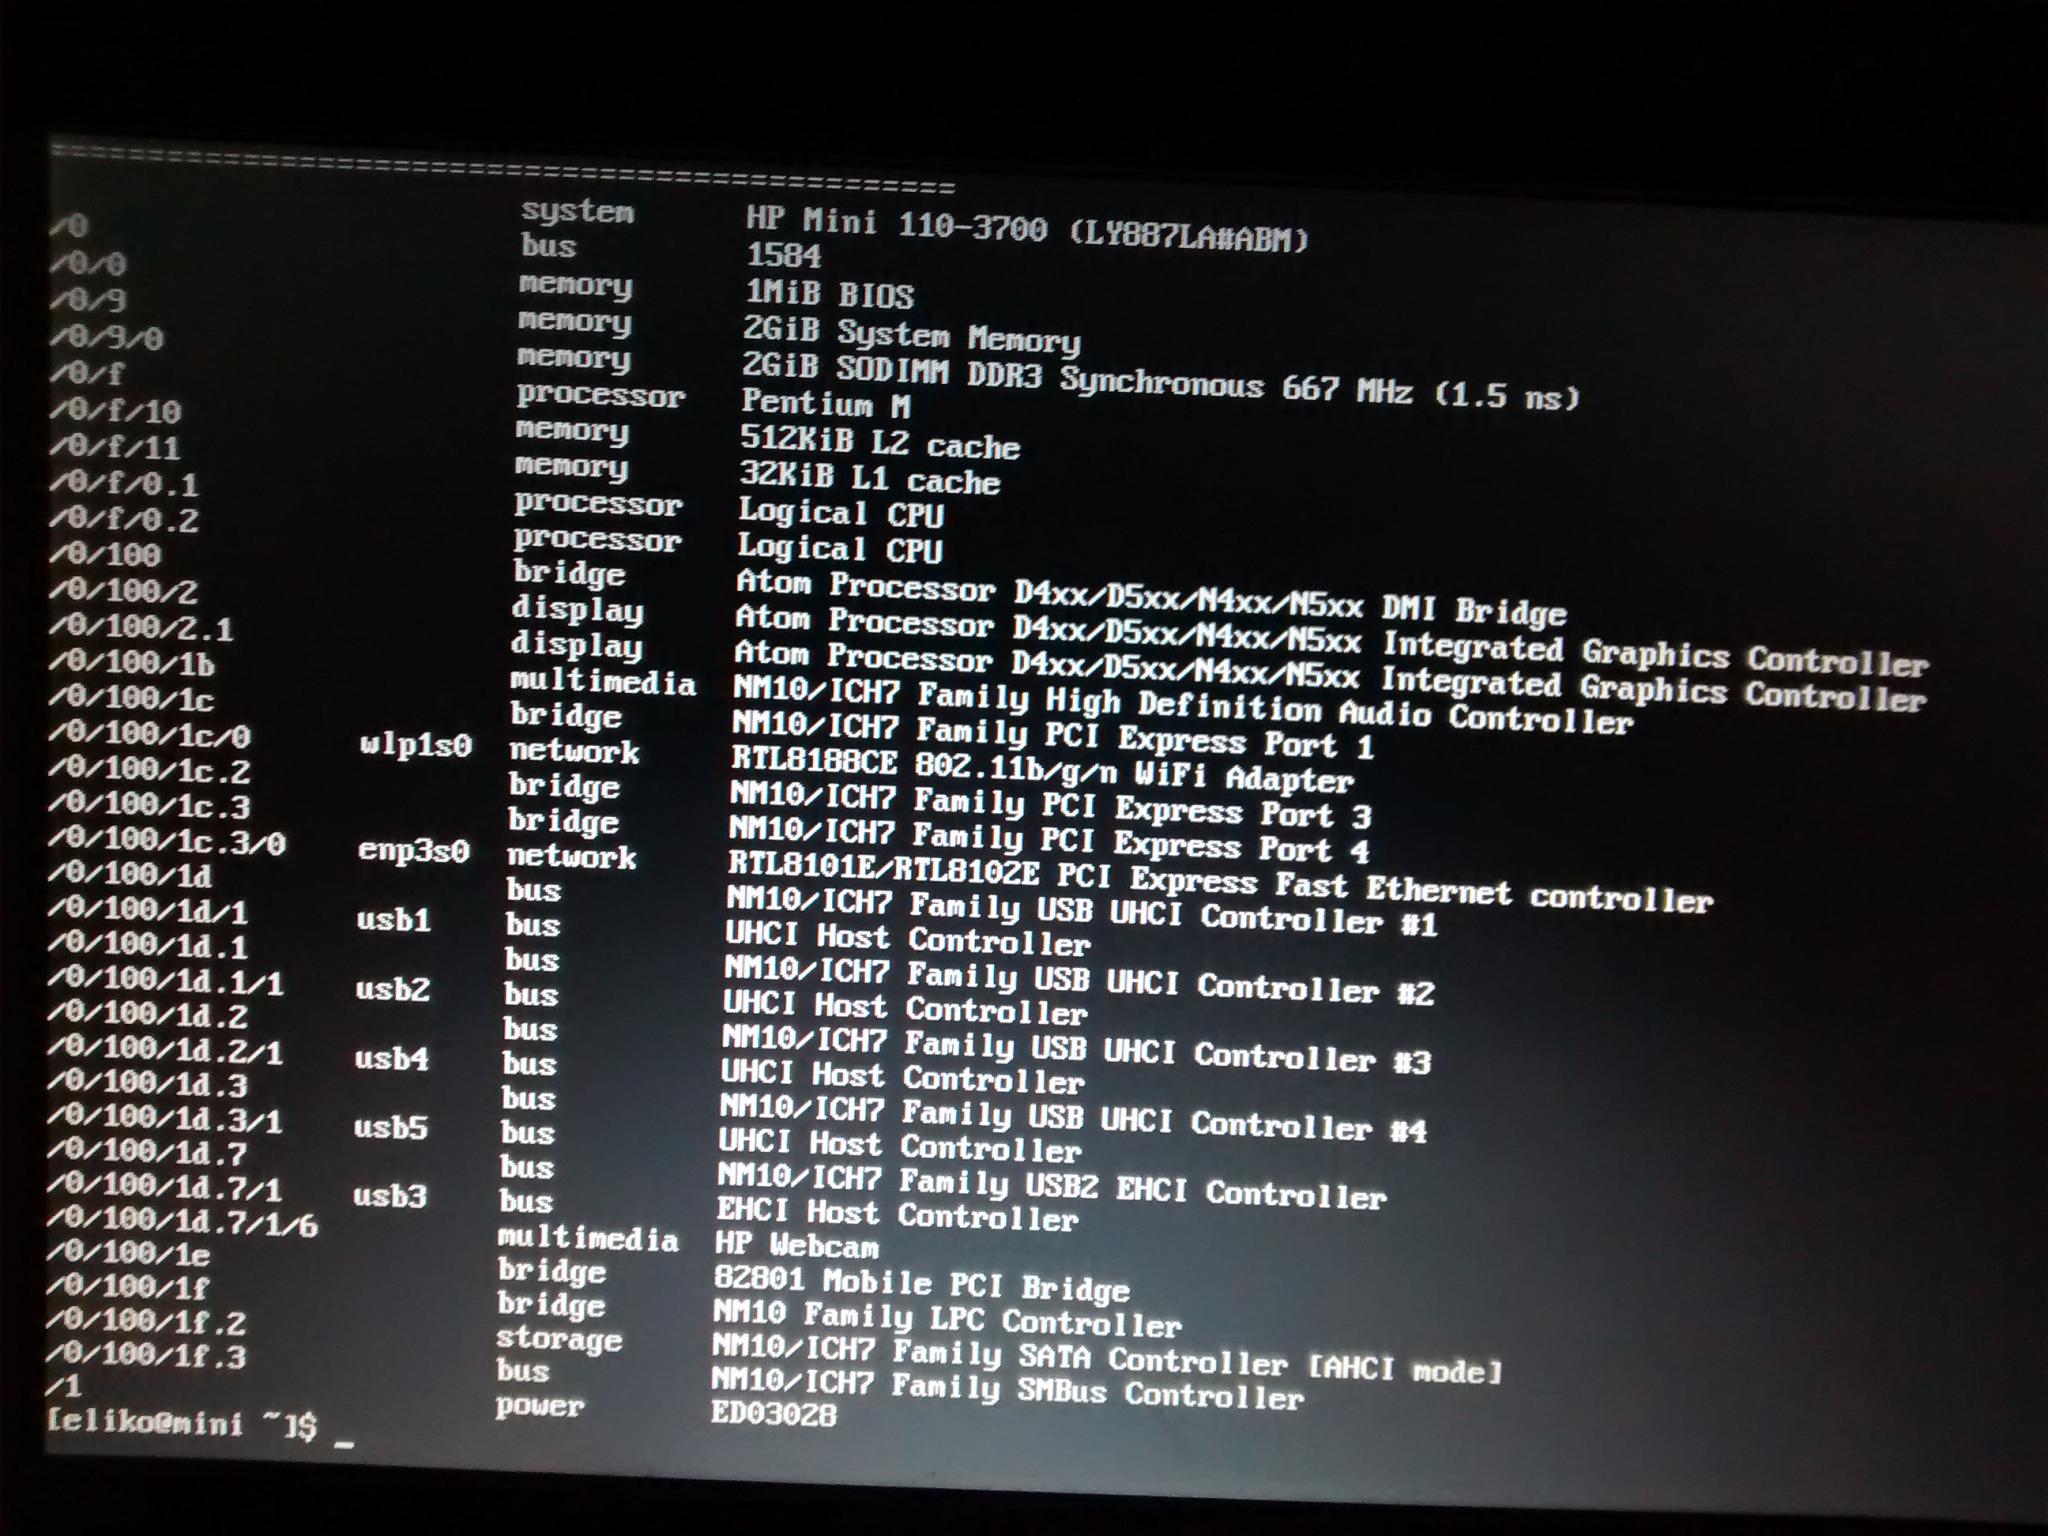 ================================================
system HP Mini 110-3700 (LY887LA#ABM)
/0 bus 1584
/0/0 memory 1MiB BIOS
/0/9 memory 2GiB System Memory
/0/9/0 memory 2GiB SODIMM DDR3 Synchronous 667 MHz (1.5 ns)
/0/f processor Pentium M
/0/f/10 memory 512KiB L2 cache
/0/f/11 memory 32KiB L1 cache
/0/f/0.1 processor Logical CPU
/0/f/0.2 processor Logical CPU
/0/100 bridge Atom Processor D4xx/D5xx/N4xx/N5xx DMI Bridge
/0/100/2 display Atom Processor D4xx/D5xx/N4xx/N5xx Integrated Graphics Controller
/0/100/2.1 display Atom Processor D4xx/D5xx/N4xx/N5xx Integrated Graphics Controller
/0/100/1b multimedia NM10/ICH7 Family High Definition Audio Controller
/0/100/1c bridge NM10/ICH7 Family PCI Express Port 1
/0/100/1c/0 wlp1s0 network RTL8188CE 802.11b/g/n WiFi Adapter
/0/100/1c.2 bridge NM10/ICH7 Family PCI Express Port 3
/0/100/1c.3 bridge NM10/ICH7 Family PCI Express Port 4
/0/100/1c.3/0 enp3s0 network RTL8101E/RTL8102E PCI Express Fast Ethernet controller
/0/100/1d bus NM10/ICH7 Family USB UHCI Controller #1
/0/100/1d/1 usb1 bus UHCI Host Controller
/0/100/1d.1 bus NM10/ICH7 Family USB UHCI Controller #2
/0/100/1d.1/1 usb2 bus UHCI Host Controller
/0/100/1d.2 bus NM10/ICH7 Family USB UHCI Controller #3
/0/100/1d.2/1 usb4 bus UHCI Host Controller
/0/100/1d.3 bus NM10/ICH7 Family USB UHCI Controller #4
/0/100/1d.3/1 usb5 bus UHCI Host Controller
/0/100/1d.7 bus NM10/ICH7 Family USB2 EHCI Controller
/0/100/1d.7/1 usb3 bus EHCI Host Controller
/0/100/1d.7/1/6 multimedia HP Webcam
/0/100/1e bridge 82801 Mobile PCI Bridge
/0/100/1f bridge NM10 Family LPC Controller
/0/100/1f.2 storage NM10/ICH7 Family SATA Controller [AHCI mode]
/0/100/1f.3 bus NM10/ICH7 Family SMBus Controller
/1 power ED03028
[eliko@mini ~]$ _